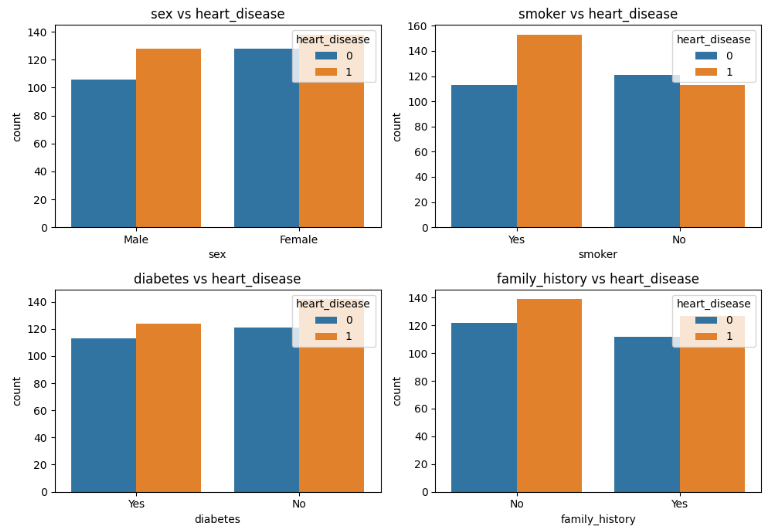 sex vs heart_disease
140
120
100
80
60
40
20
0
count
Male
Female
sex
heart_disease
0
1
smoker vs heart_disease
160
140
120
100
80
60
40
20
0
count
Yes
No
smoker
heart_disease
0
1
diabetes vs heart_disease
140
120
100
80
60
40
20
0
count
Yes
No
diabetes
heart_disease
0
1
family_history vs heart_disease
140
120
100
80
60
40
20
0
count
No
Yes
family_history
heart_disease
0
1